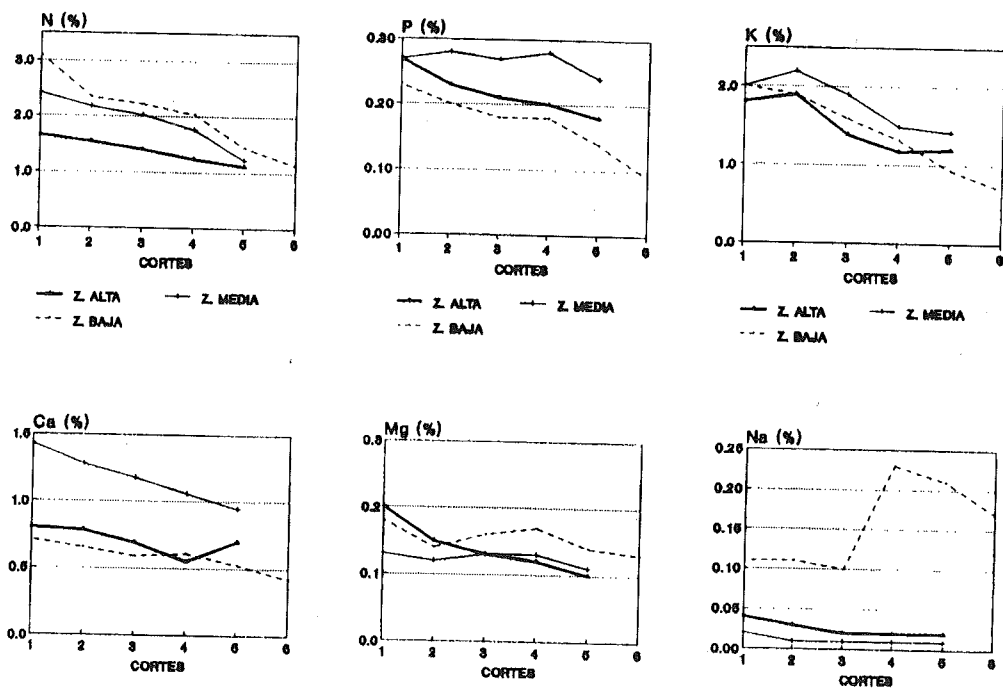 N (%)
3.0
2.0
1.0
0.0
1 2 3 4 5 6
CORTES
Z. ALTA Z. MEDIA
Z. BAJA
P (%)
0.30
0.20
0.10
0.00
1 2 3 4 5 6
CORTES
Z. ALTA Z. MEDIA
Z. BAJA
K (%)
2.0
1.0
0.0
1 2 3 4 5 6
CORTES
Z. ALTA Z. MEDIA
Z. BAJA
Ca (%)
1.5
1.0
0.5
0.0
1 2 3 4 5 6
CORTES
Mg (%)
0.3
0.2
0.1
0.0
1 2 3 4 5 6
CORTES
Na (%)
0.25
0.20
0.15
0.10
0.05
0.00
1 2 3 4 5 6
CORTES